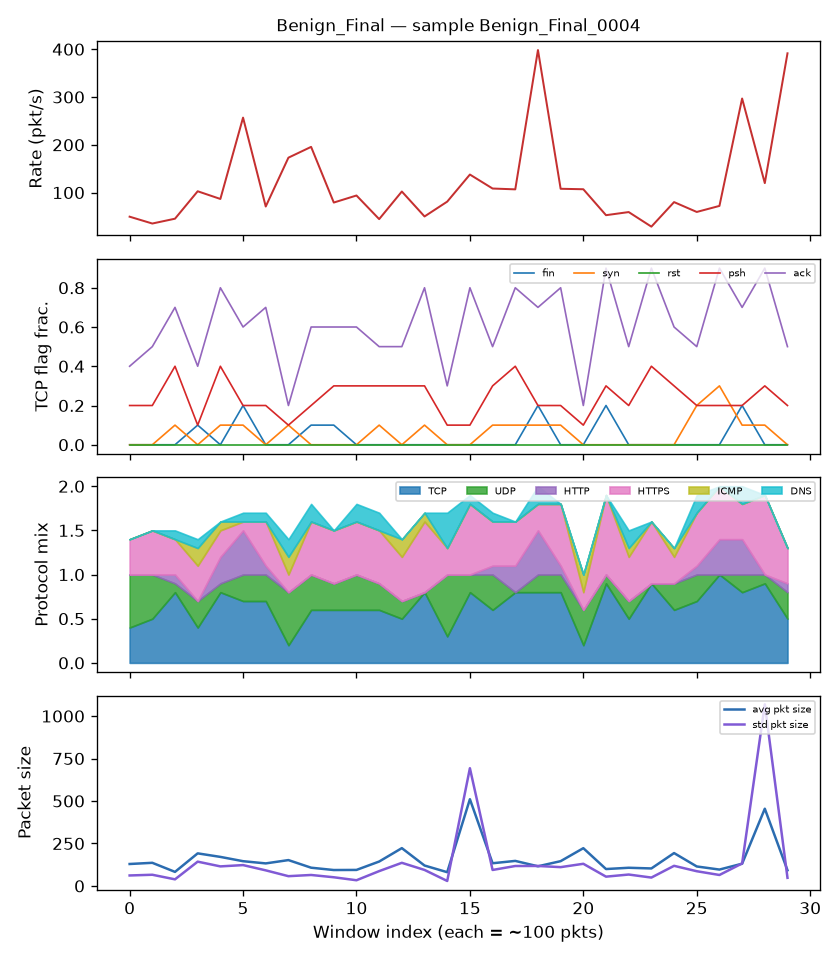 Benign_Final — sample Benign_Final_0004
Rate (pkt/s)
400
300
200
100
TCP flag frac.
0.8
0.6
0.4
0.2
0.0
fin syn rst psh ack
Protocol mix
2.0
1.5
1.0
0.5
0.0
TCP UDP HTTP HTTPS ICMP DNS
Packet size
1000
750
500
250
0
avg pkt size
std pkt size
0 5 10 15 20 25 30
Window index (each = ~100 pkts)